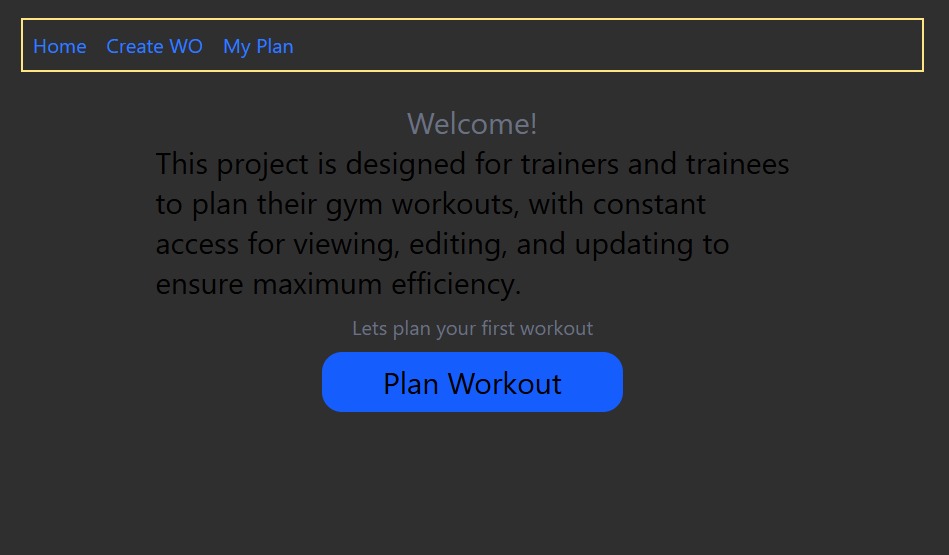 Home Create WO My Plan
Welcome!
This project is designed for trainers and trainees
to plan their gym workouts, with constant
access for viewing, editing, and updating to
ensure maximum efficiency.
Lets plan your first workout
Plan Workout